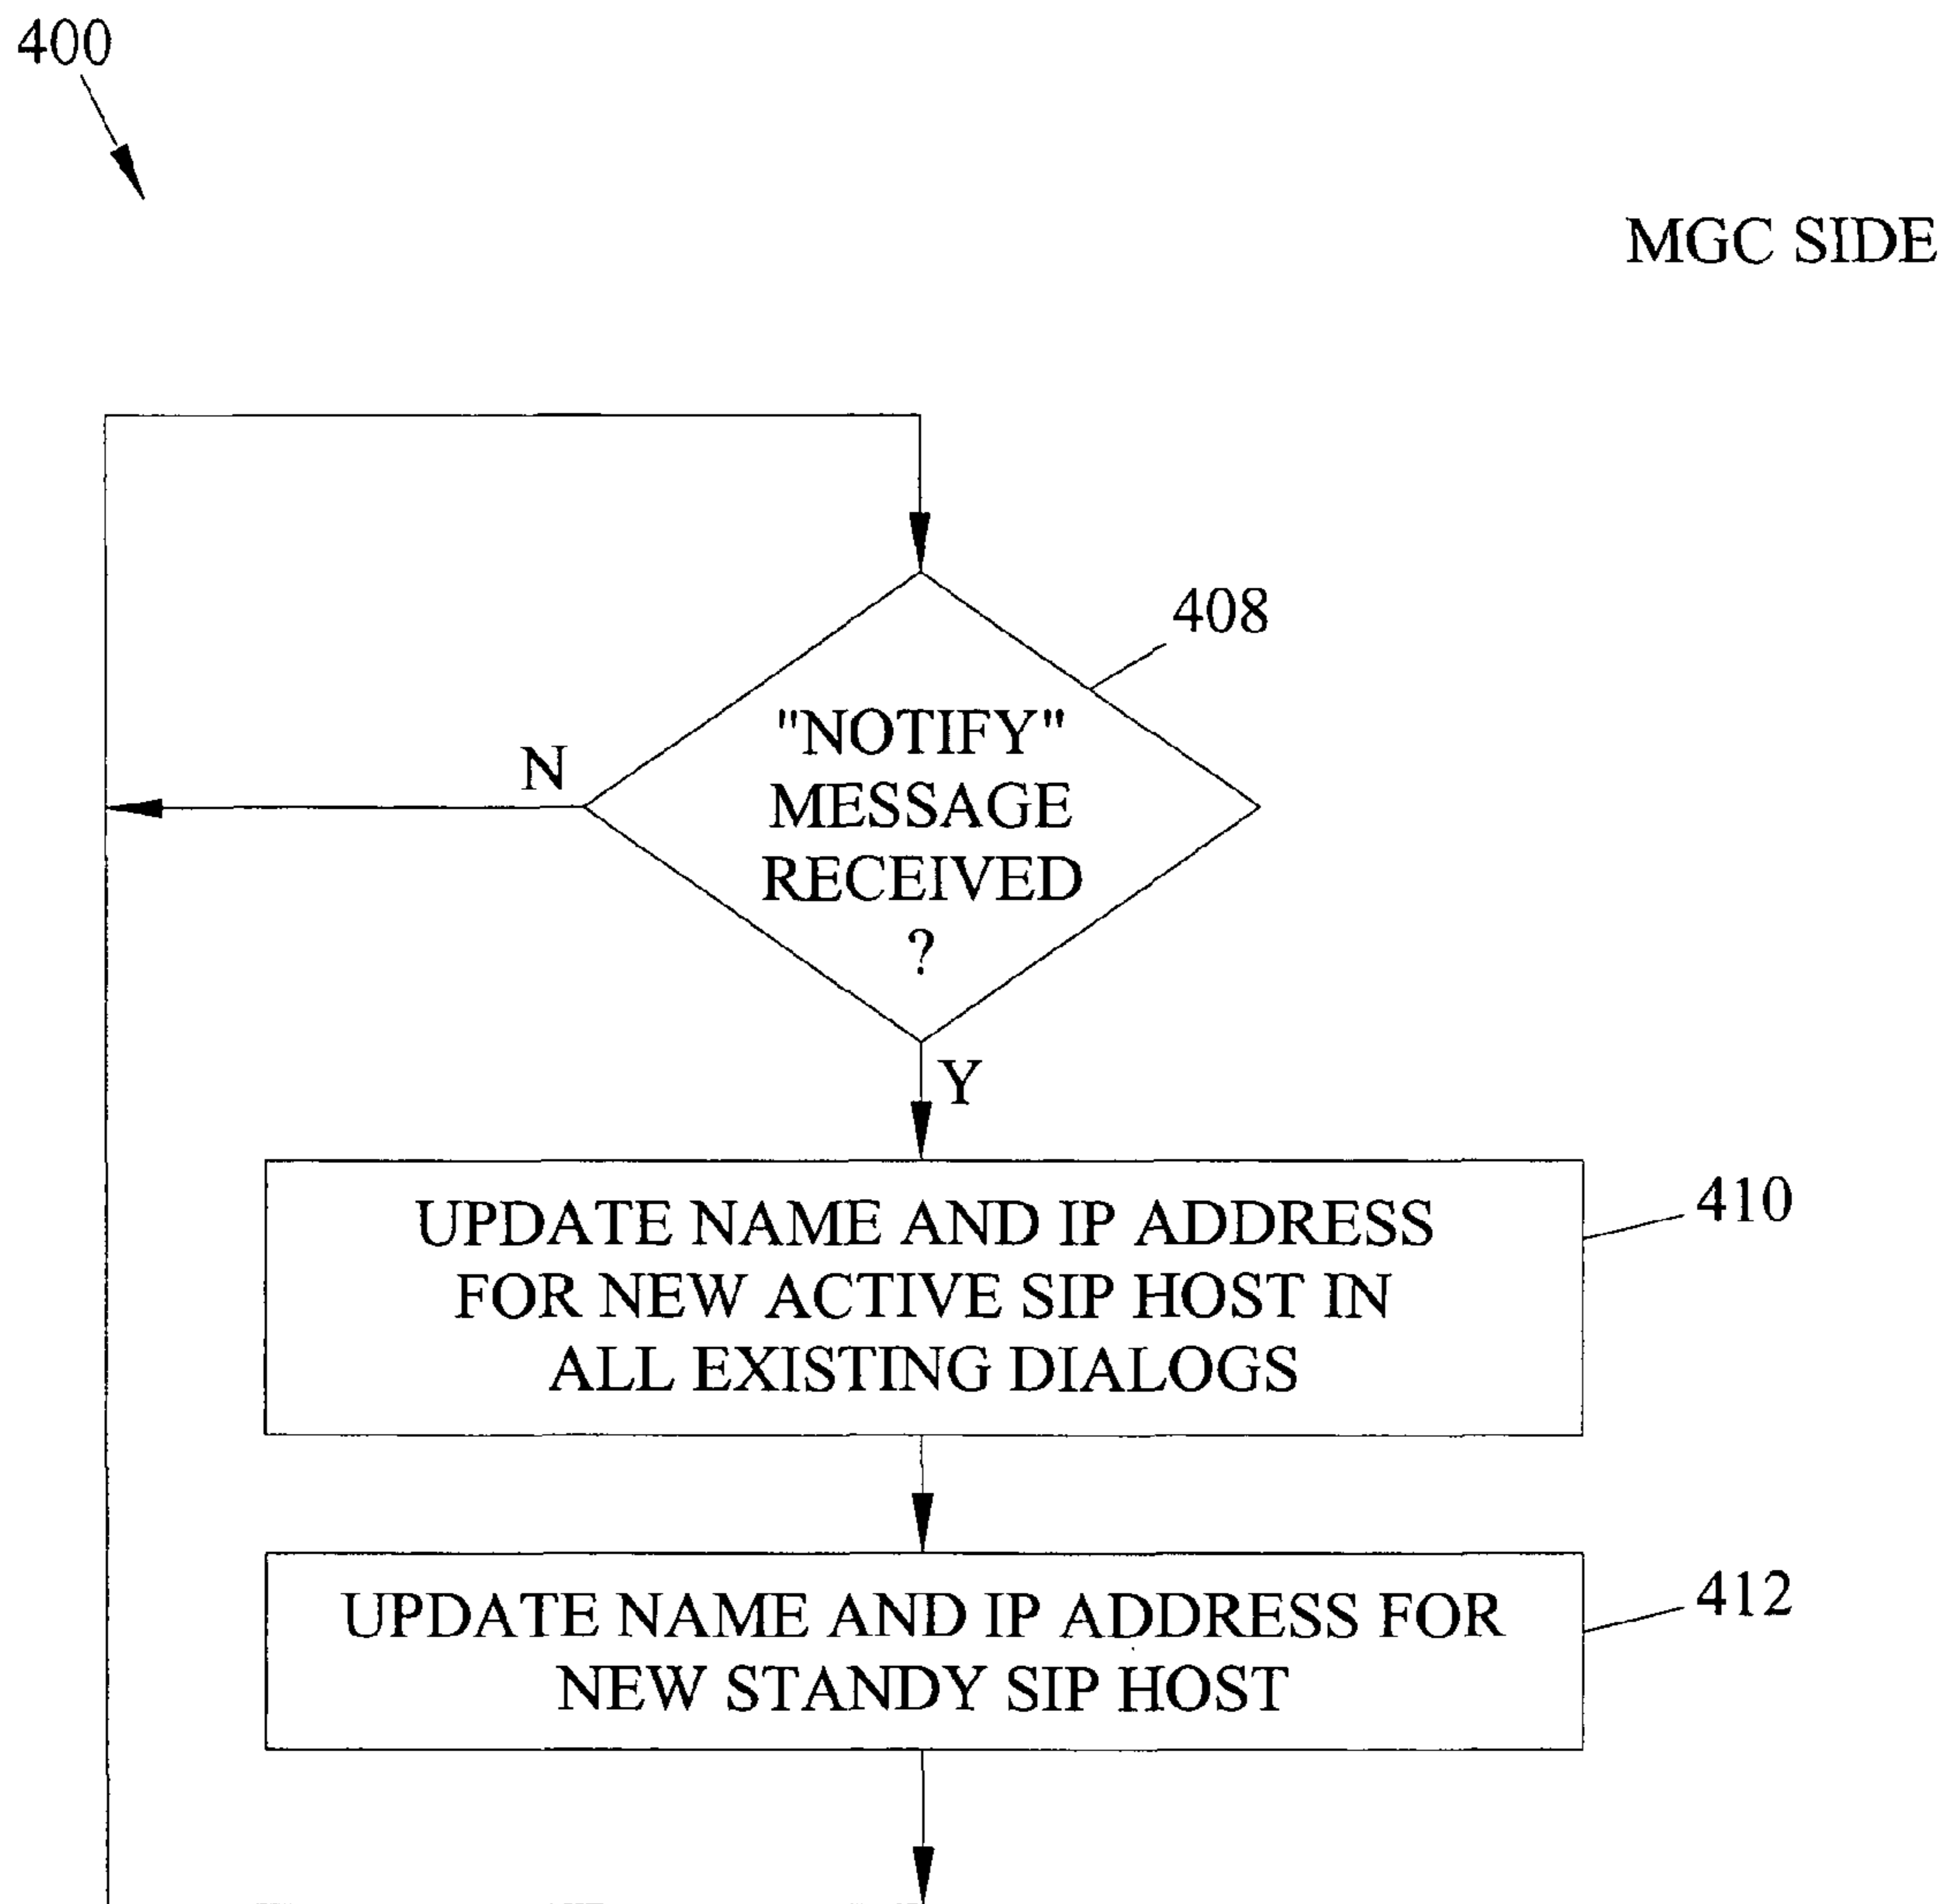 400
MGC SIDE
408
"NOTIFY"
MESSAGE
RECEIVED
?
N
Y
UPDATE NAME AND IP ADDRESS
FOR NEW ACTIVE SIP HOST IN
ALL EXISTING DIALOGS
410
UPDATE NAME AND IP ADDRESS FOR
NEW STANDY SIP HOST
412